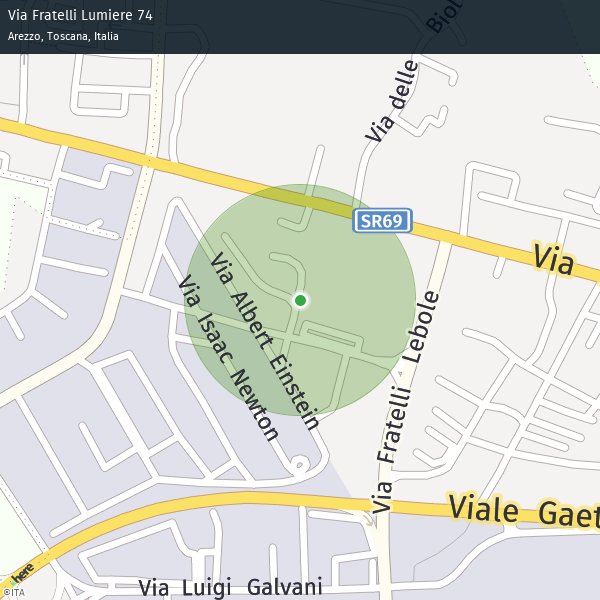 Via Fratelli Lumiere 74
Arezzo, Toscana, Italia
Via delle
SR69
Via
Via Albert Einstein
Via Isaac Newton
Via Fratelli Lebole
Viale Gaet
Via Luigi Galvani
here
©ITA